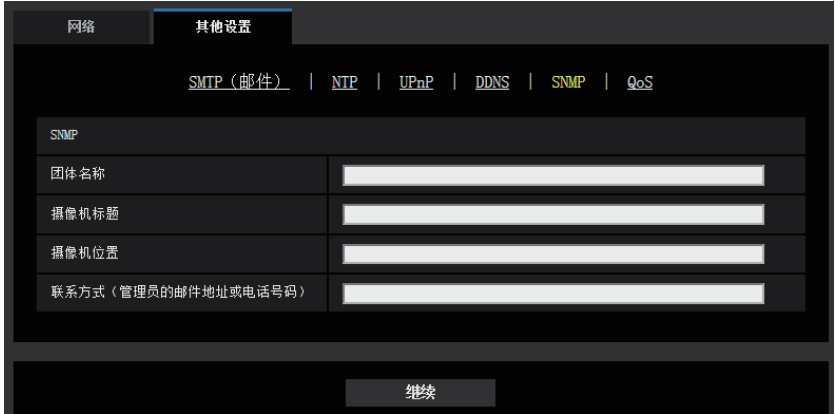 网络 其他设置
SMTP（邮件） | NTP | UPnP | DDNS | SNMP | QoS
SNMP
团体名称
摄像机标题
摄像机位置
联系方式（管理员的邮件地址或电话号码）
继续